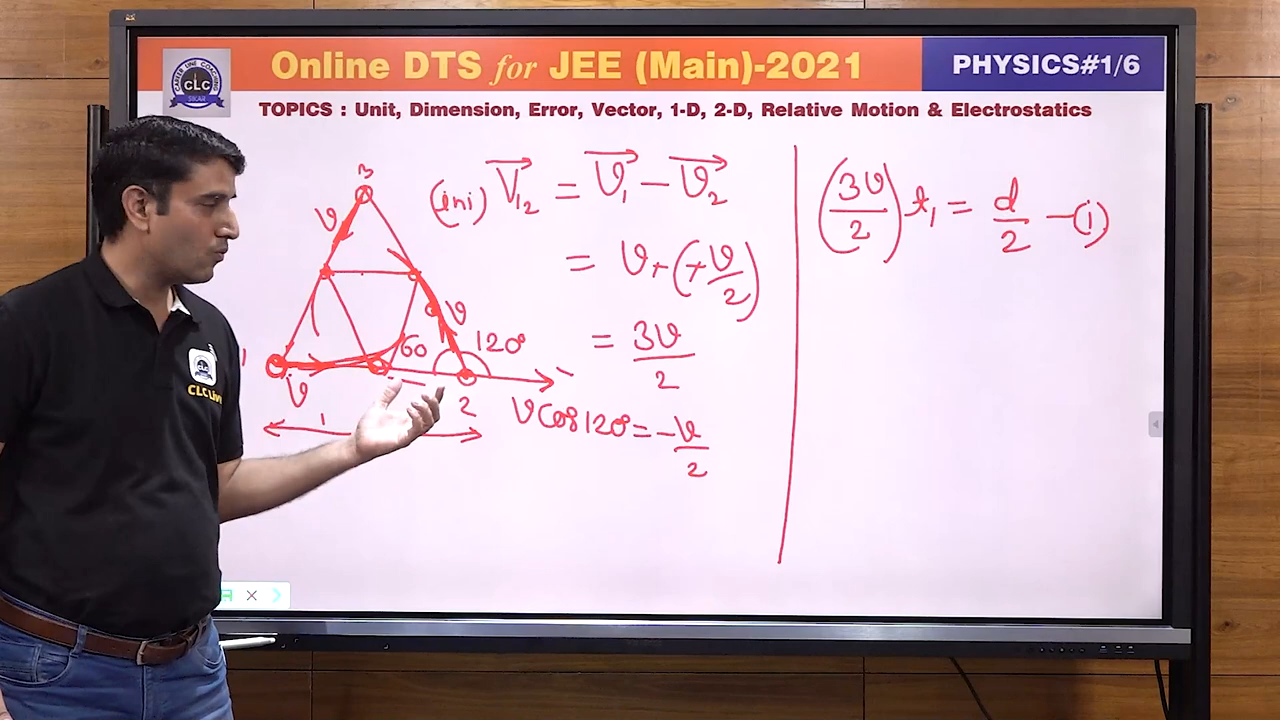 Online DTS for JEE (Main)-2021
PHYSICS#1/6
CAREER LINE COACHING
CLC
SIKAR
TOPICS : Unit, Dimension, Error, Vector, 1-D, 2-D, Relative Motion & Electrostatics
3
v
v
60
120°
1
v
2
(ini) V₁₂ = v₁ - v₂
= v + (+v/2)
= 3v/2
v Cos 120° = -v/2
(3v/2) t₁ = d/2 -(1)
CLC Live